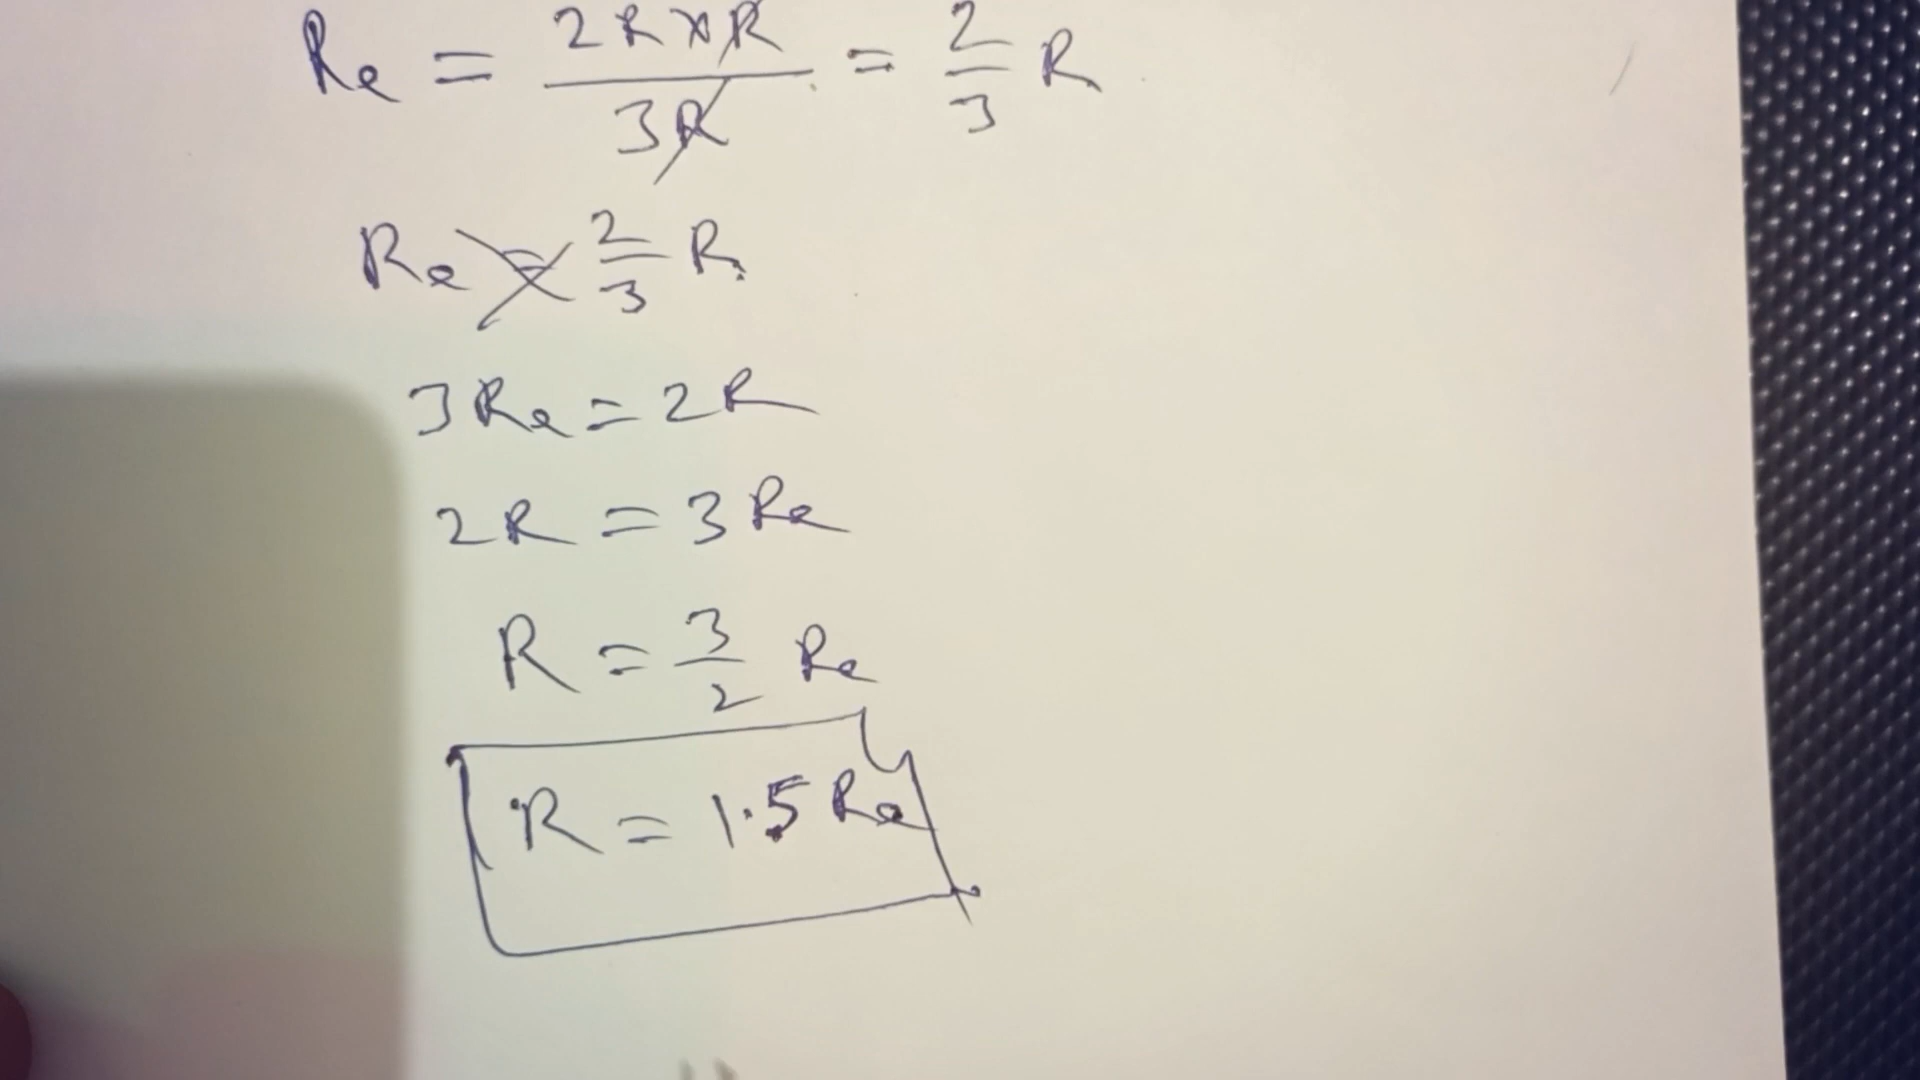 Re = 2R×R / 3R = 2/3 R
Re = 2/3 R
3Re = 2R
2R = 3Re
R = 3/2 Re
R = 1.5 Re